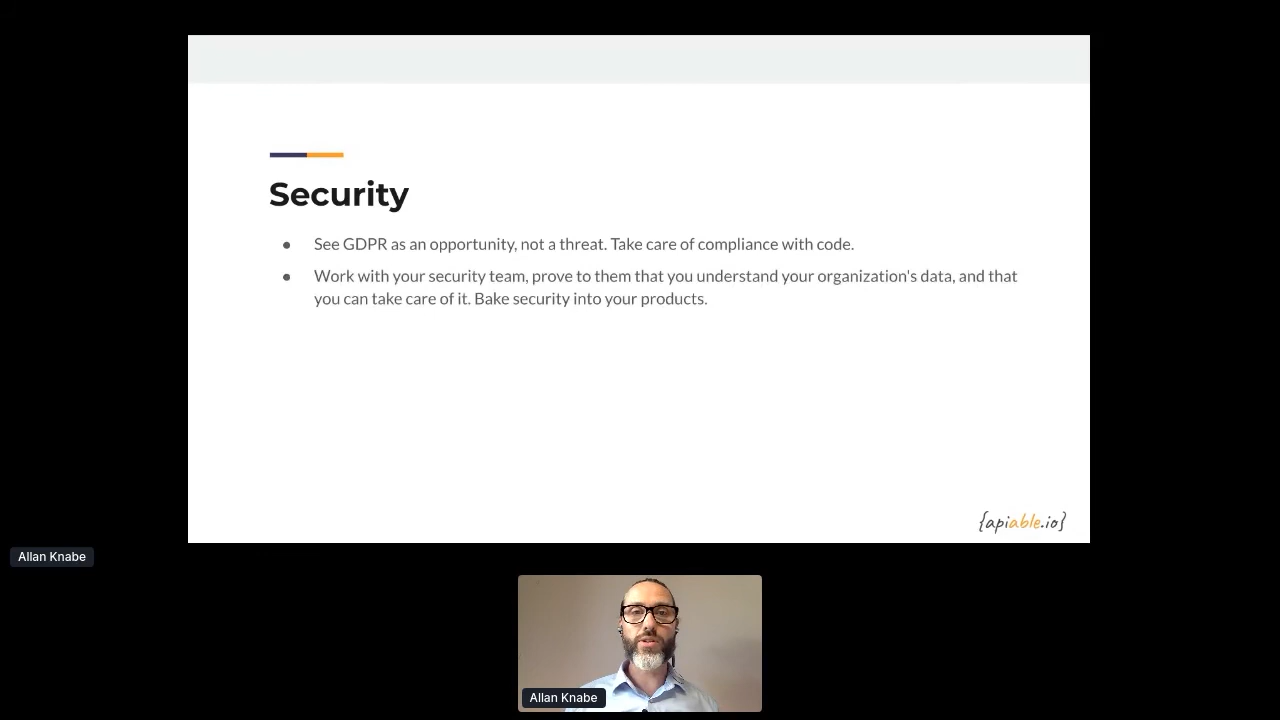 Security
● See GDPR as an opportunity, not a threat. Take care of compliance with code.
● Work with your security team, prove to them that you understand your organization's data, and that
you can take care of it. Bake security into your products.
{apiable.io}
Allan Knabe
Allan Knabe